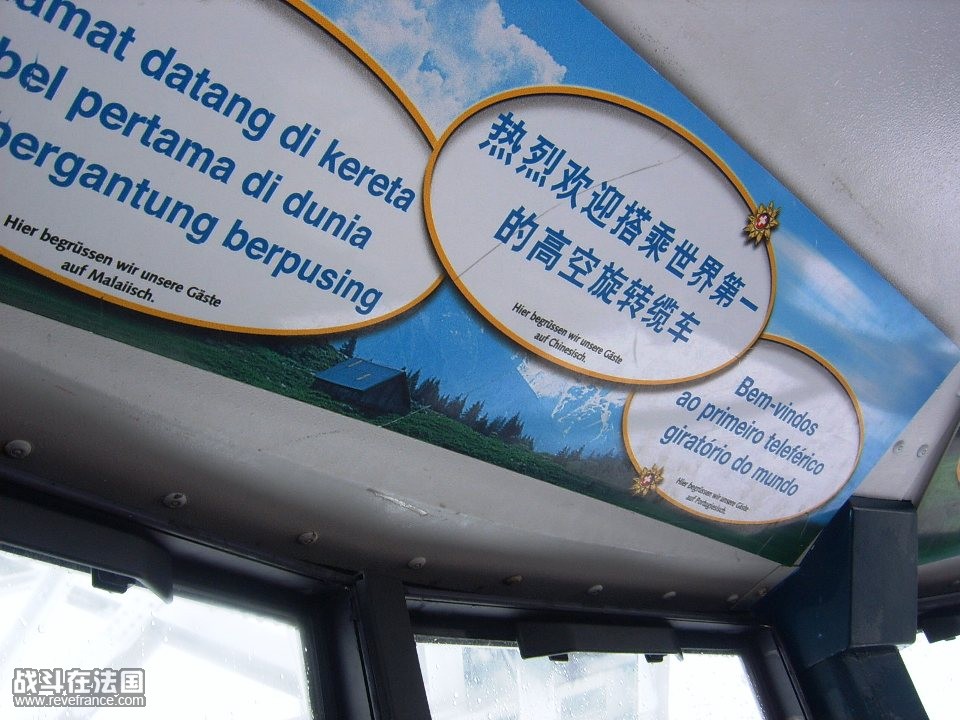 amat datang di kereta
bel pertama di dunia
bergantung berpusing
Hier begrüssen wir unsere Gäste
auf Malaiisch.
热烈欢迎搭乘世界第一
的高空旋转缆车
Hier begrüssen wir unsere Gäste
auf Chinesisch.
Bem-vindos
ao primeiro teleférico
giratório do mundo
Hier begrüssen wir unsere Gäste
auf Portugiesisch.
战斗在法国
www.revefrance.com